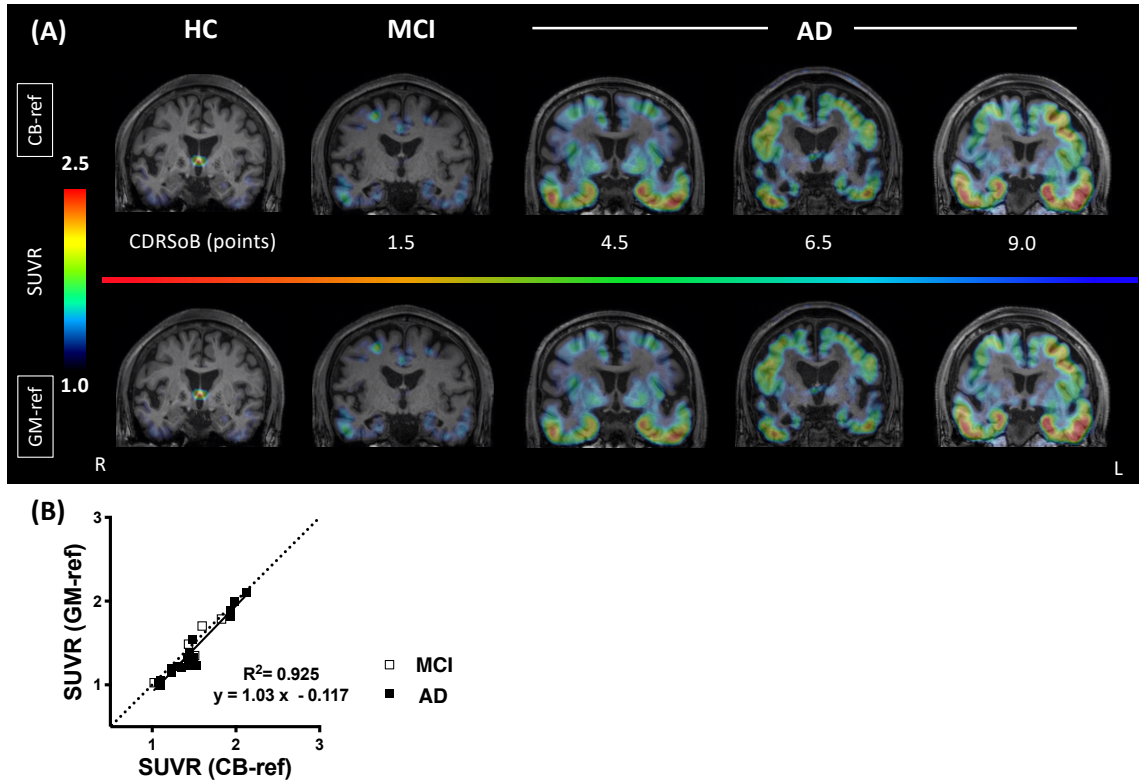 (A)
HC
MCI
AD
CB-ref
2.5
SUVR
1.0
CDRSoB (points)
1.5
4.5
6.5
9.0
GM-ref
R
L
(B)
SUVR (GM-ref)
3
2
1
R²= 0.925
y = 1.03 x - 0.117
MCI
AD
1
2
3
SUVR (CB-ref)